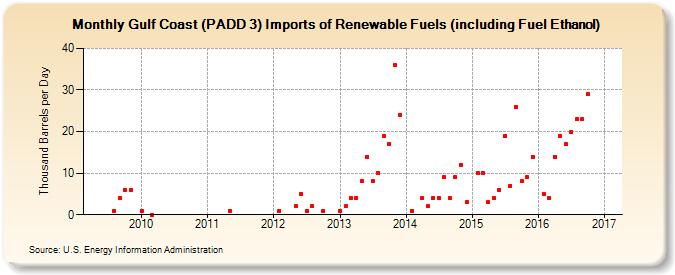 Monthly Gulf Coast (PADD 3) Imports of Renewable Fuels (including Fuel Ethanol)
Thousand Barrels per Day
40
30
20
10
0
2010 2011 2012 2013 2014 2015 2016 2017
Source: U.S. Energy Information Administration